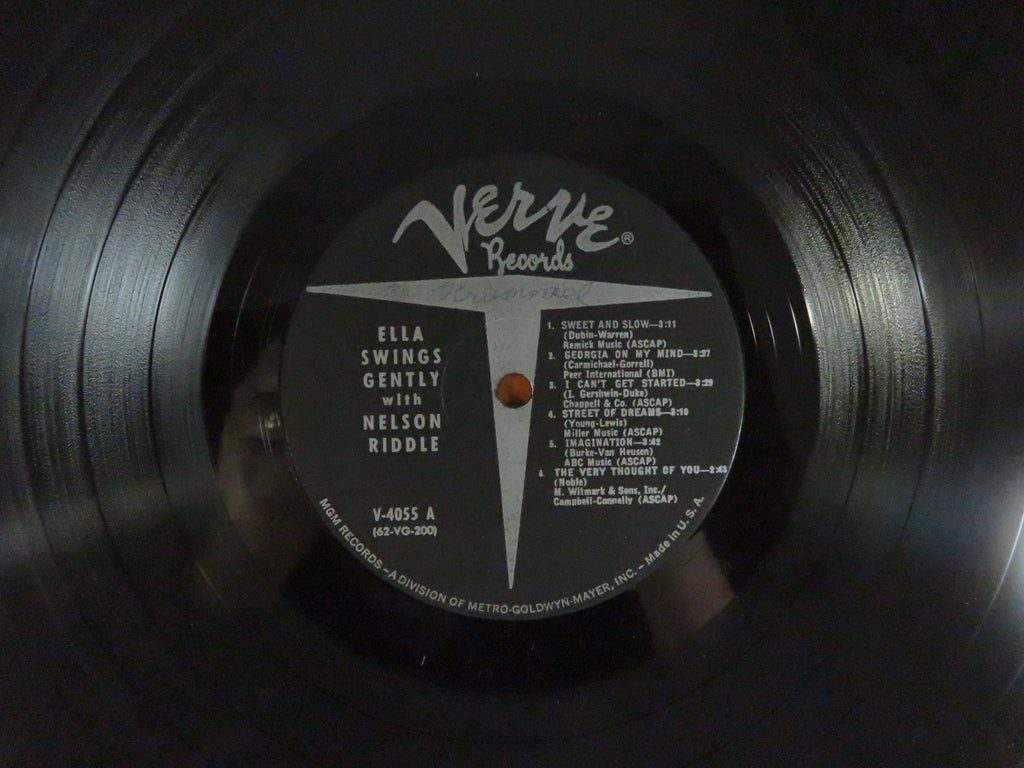 Verve®
Records
ELLA
SWINGS
GENTLY
with
NELSON
RIDDLE
V-4055 A
(62-VG-200)
1. SWEET AND SLOW—3:11
(Dubin-Warren)
Remick Music (ASCAP)
2. GEORGIA ON MY MIND—3:27
(Carmichael-Gorrell)
Peer International (BMI)
3. I CAN'T GET STARTED—3:29
(I. Gershwin-Duke)
Chappell & Co. (ASCAP)
4. STREET OF DREAMS—3:10
(Young-Lewis)
Miller Music (ASCAP)
5. IMAGINATION—3:42
(Burke-Van Heusen)
ABC Music (ASCAP)
6. THE VERY THOUGHT OF YOU—2:43
(Noble)
M. Witmark & Sons, Inc./
Campbell-Connelly (ASCAP)
MGM RECORDS—A DIVISION OF METRO-GOLDWYN-MAYER, INC.—Made in U. S. A.